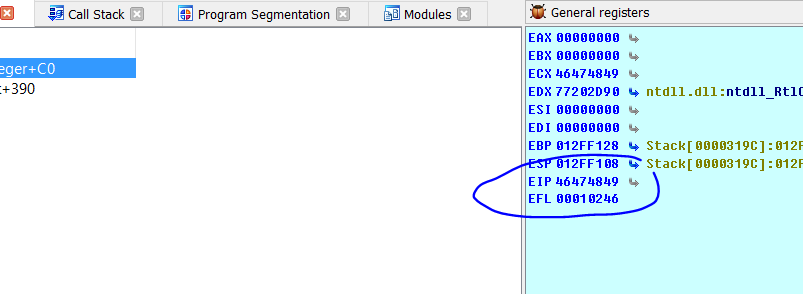 Call Stack
Program Segmentation
Modules
General registers
eger+C0
+390
EAX 00000000
EBX 00000000
ECX 46474849
EDX 77202D90 ntdll.dll:ntdll_RtlC
ESI 00000000
EDI 00000000
EBP 012FF128 Stack[0000319C]:012F
ESP 012FF108 Stack[0000319C]:012F
EIP 46474849
EFL 00010246